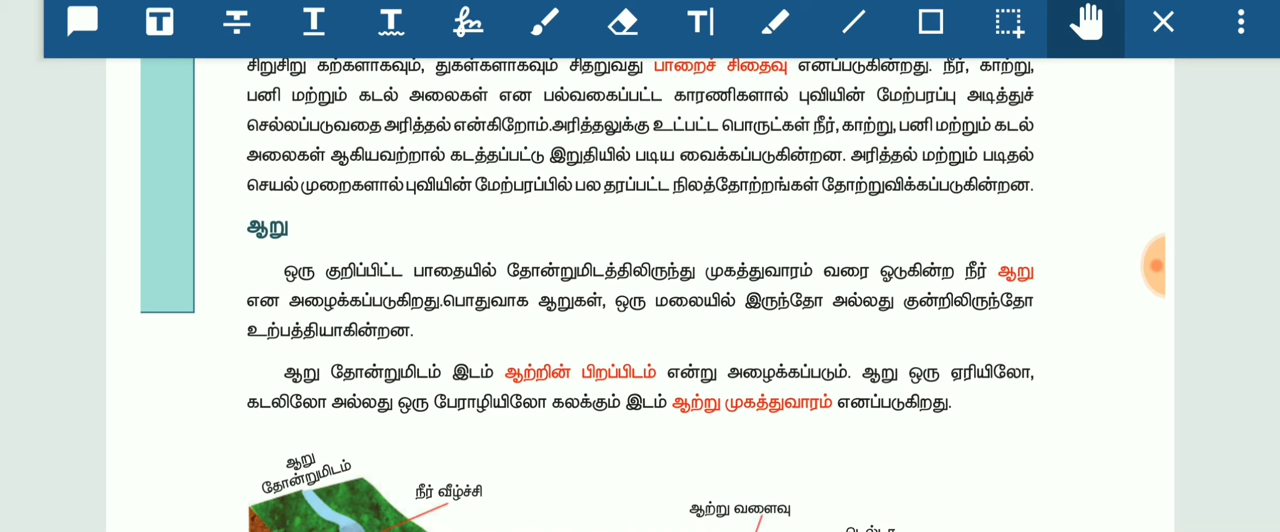 சிறுசிறு கற்களாகவும், துகள்களாகவும் சிதறுவது பாறைச் சிதைவு எனப்படுகின்றது. நீர், காற்று,
பனி மற்றும் கடல் அலைகள் என பல்வகைப்பட்ட காரணிகளால் புவியின் மேற்பரப்பு அடித்துச்
செல்லப்படுவதை அரித்தல் என்கிறோம்.அரித்தலுக்கு உட்பட்ட பொருட்கள் நீர், காற்று, பனி மற்றும் கடல்
அலைகள் ஆகியவற்றால் கடத்தப்பட்டு இறுதியில் படிய வைக்கப்படுகின்றன. அரித்தல் மற்றும் படிதல்
செயல் முறைகளால் புவியின் மேற்பரப்பில் பல தரப்பட்ட நிலத்தோற்றங்கள் தோற்றுவிக்கப்படுகின்றன.
ஆறு
ஒரு குறிப்பிட்ட பாதையில் தோன்றுமிடத்திலிருந்து முகத்துவாரம் வரை ஓடுகின்ற நீர் ஆறு
என அழைக்கப்படுகிறது.பொதுவாக ஆறுகள், ஒரு மலையில் இருந்தோ அல்லது குன்றிலிருந்தோ
உற்பத்தியாகின்றன.
ஆறு தோன்றுமிடம் இடம் ஆற்றின் பிறப்பிடம் என்று அழைக்கப்படும். ஆறு ஒரு ஏரியிலோ,
கடலிலோ அல்லது ஒரு பேராழியிலோ கலக்கும் இடம் ஆற்று முகத்துவாரம் எனப்படுகிறது.
ஆறு
தோன்றுமிடம்
நீர் வீழ்ச்சி
ஆற்று வளைவு